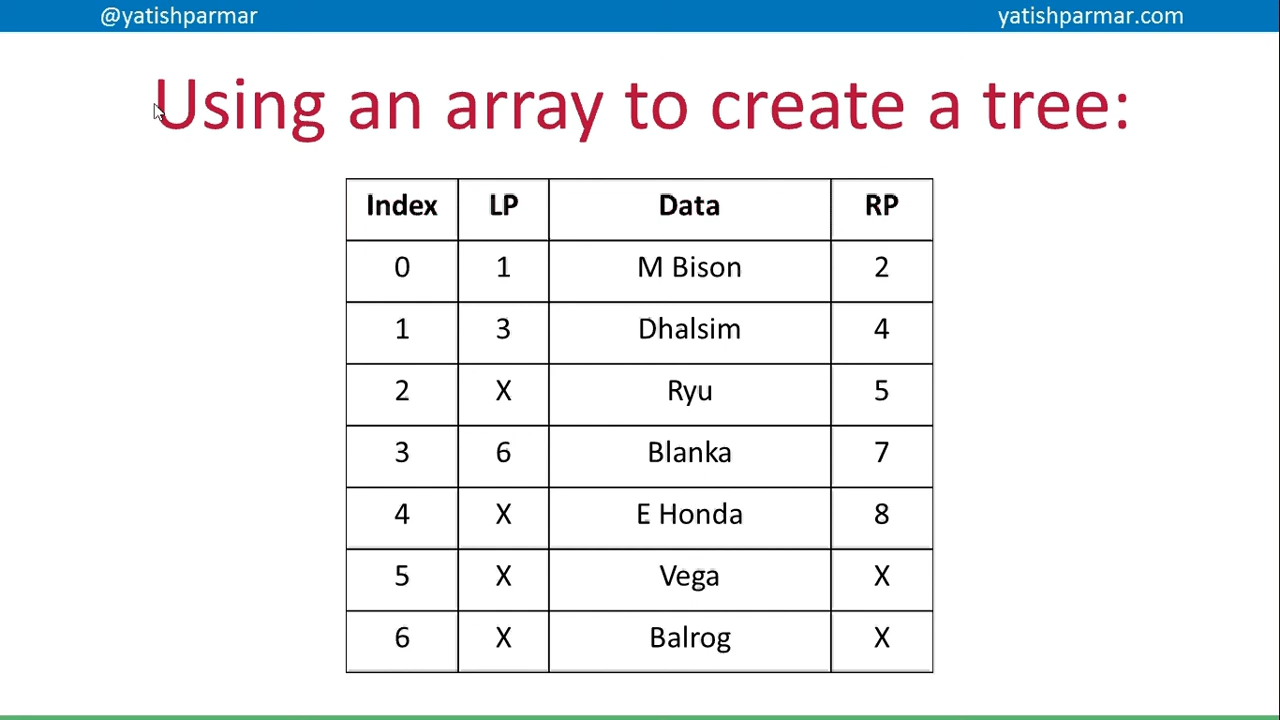 @yatishparmar yatishparmar.com
Using an array to create a tree:
Index LP Data RP
0 1 M Bison 2
1 3 Dhalsim 4
2 X Ryu 5
3 6 Blanka 7
4 X E Honda 8
5 X Vega X
6 X Balrog X